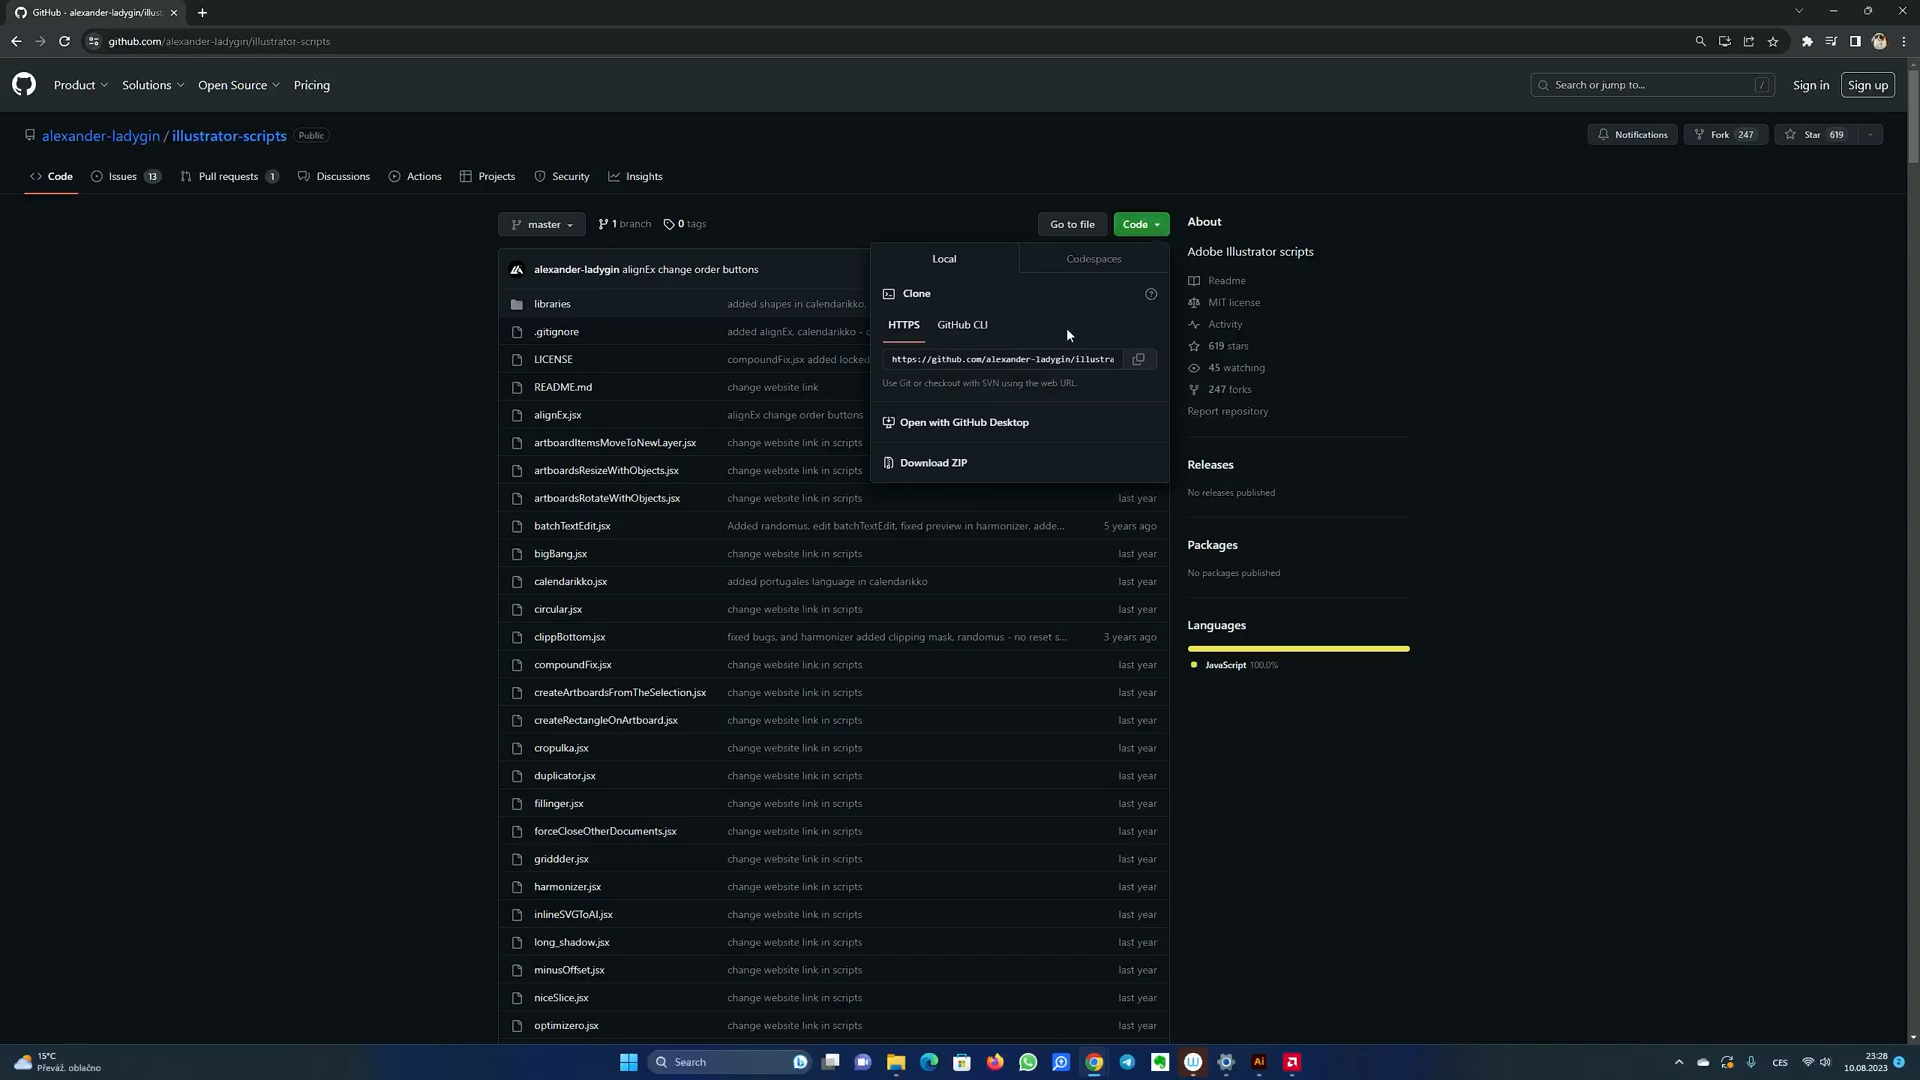 GitHub - alexander-ladygin/illust
github.com/alexander-ladygin/illustrator-scripts
Product
Solutions
Open Source
Pricing
Search or jump to...
/
Sign in
Sign up
alexander-ladygin / illustrator-scripts
Public
Notifications
Fork 247
Star 619
Code
Issues 13
Pull requests 1
Discussions
Actions
Projects
Security
Insights
master
1 branch
0 tags
Go to file
Code
About
Adobe Illustrator scripts
Readme
MIT license
Activity
619 stars
45 watching
247 forks
Report repository
Releases
No releases published
Packages
No packages published
Languages
JavaScript 100.0%
Local
Codespaces
Clone
HTTPS
GitHub CLI
https://github.com/alexander-ladygin/illustra
Use Git or checkout with SVN using the web URL.
Open with GitHub Desktop
Download ZIP
alexander-ladygin alignEx change order buttons
libraries added shapes in calendarikko.
.gitignore added alignEx, calendarikko -
LICENSE compoundFix.jsx added locked
README.md change website link
alignEx.jsx alignEx change order buttons
artboardItemsMoveToNewLayer.jsx change website link in scripts
artboardsResizeWithObjects.jsx change website link in scripts
artboardsRotateWithObjects.jsx change website link in scripts last year
batchTextEdit.jsx Added randomus, edit batchTextEdit, fixed preview in harmonizer, adde... 5 years ago
bigBang.jsx change website link in scripts last year
calendarikko.jsx added portugales language in calendarikko last year
circular.jsx change website link in scripts last year
clippBottom.jsx fixed bugs, and harmonizer added clipping mask, randomus - no reset s... 3 years ago
compoundFix.jsx change website link in scripts last year
createArtboardsFromTheSelection.jsx change website link in scripts last year
createRectangleOnArtboard.jsx change website link in scripts last year
cropulka.jsx change website link in scripts last year
duplicator.jsx change website link in scripts last year
fillinger.jsx change website link in scripts last year
forceCloseOtherDocuments.jsx change website link in scripts last year
griddder.jsx change website link in scripts last year
harmonizer.jsx change website link in scripts last year
inlineSVGToAI.jsx change website link in scripts last year
long_shadow.jsx change website link in scripts last year
minusOffset.jsx change website link in scripts last year
niceSlice.jsx change website link in scripts last year
optimizero.jsx change website link in scripts last year
15°C
Převáž. oblačno
Search
Ai
CES
23:28
10.08.2023
2